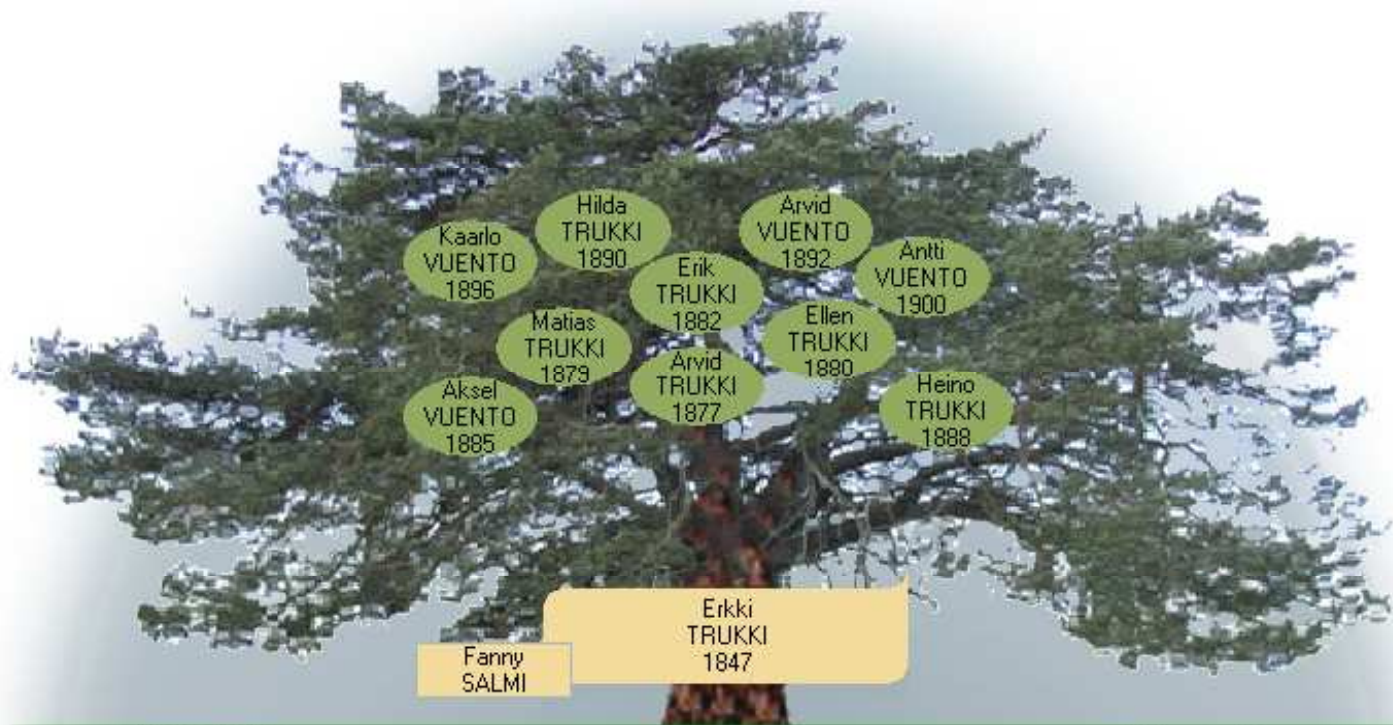 Hilda
TRUKKI
1890
Arvid
VUENTO
1892
Kaarlo
VUENTO
1896
Erik
TRUKKI
1882
Antti
VUENTO
1900
Matias
TRUKKI
1879
Ellen
TRUKKI
1880
Arvid
TRUKKI
1877
Aksel
VUENTO
1885
Heino
TRUKKI
1888
Erkki
TRUKKI
1847
Fanny
SALMI